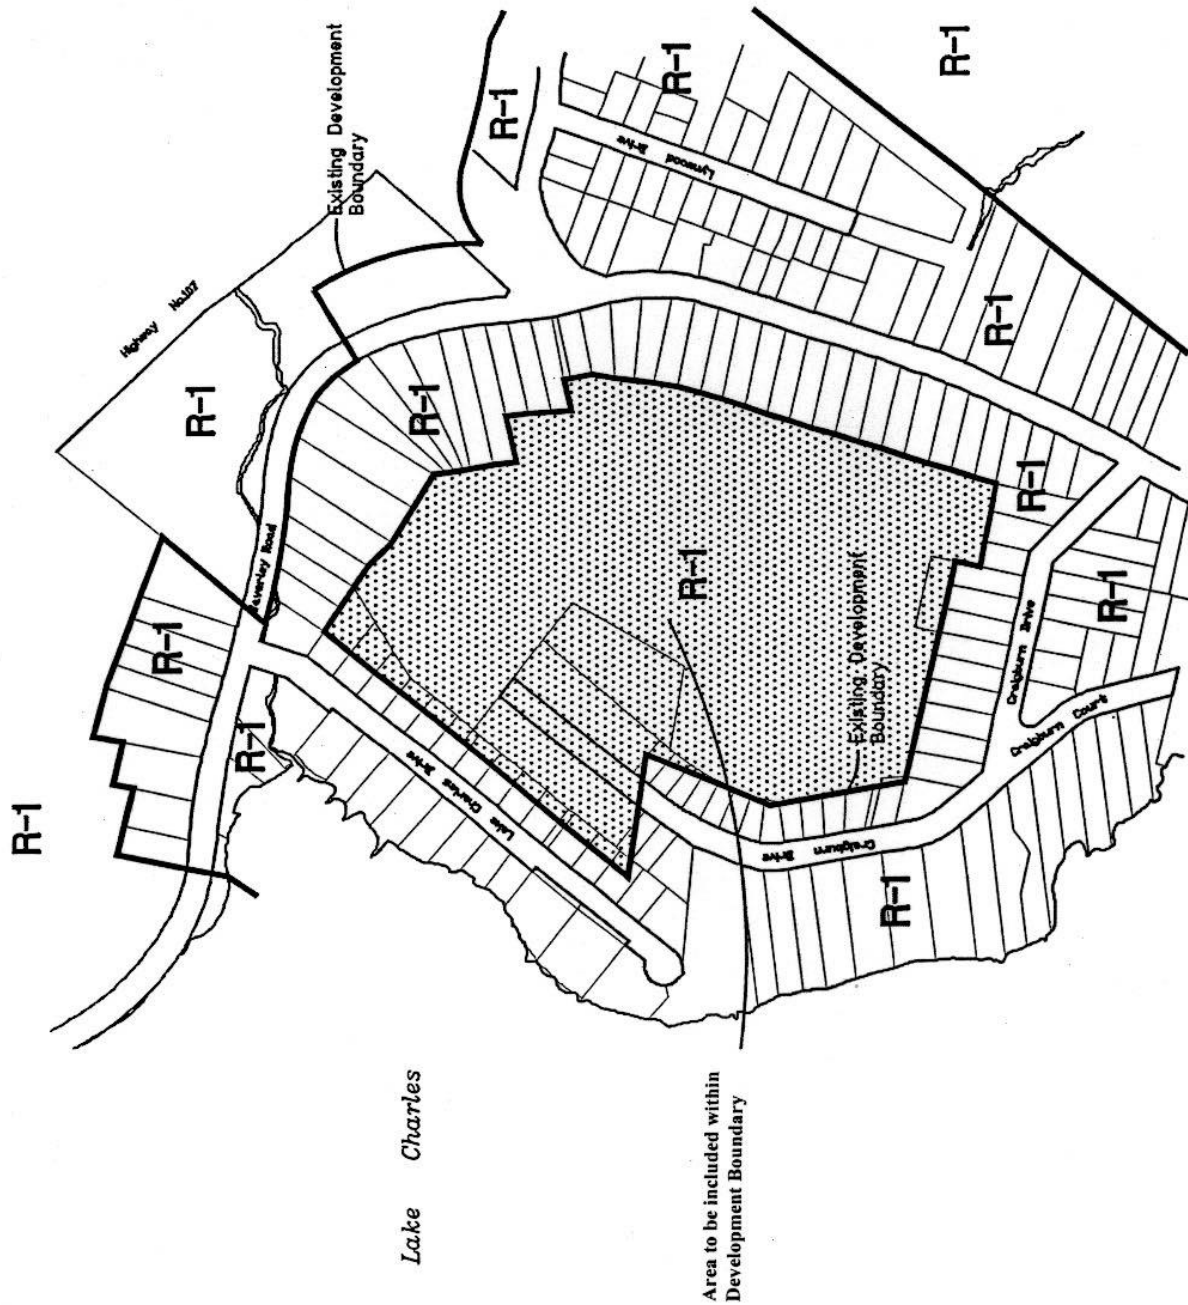 R-1
Existing Development
Boundary
R-1
R-1
Highway No.107
R-1
R-1
Waverley Road
R-1
R-1
R-1
Lynwood Drive
R-1
R-1
R-1
Existing Development
Boundary
Lake Charles Drive
Craigburn Drive
R-1
Craigburn Drive
R-1
Craigburn Court
R-1
Lake Charles
Area to be included within
Development Boundary